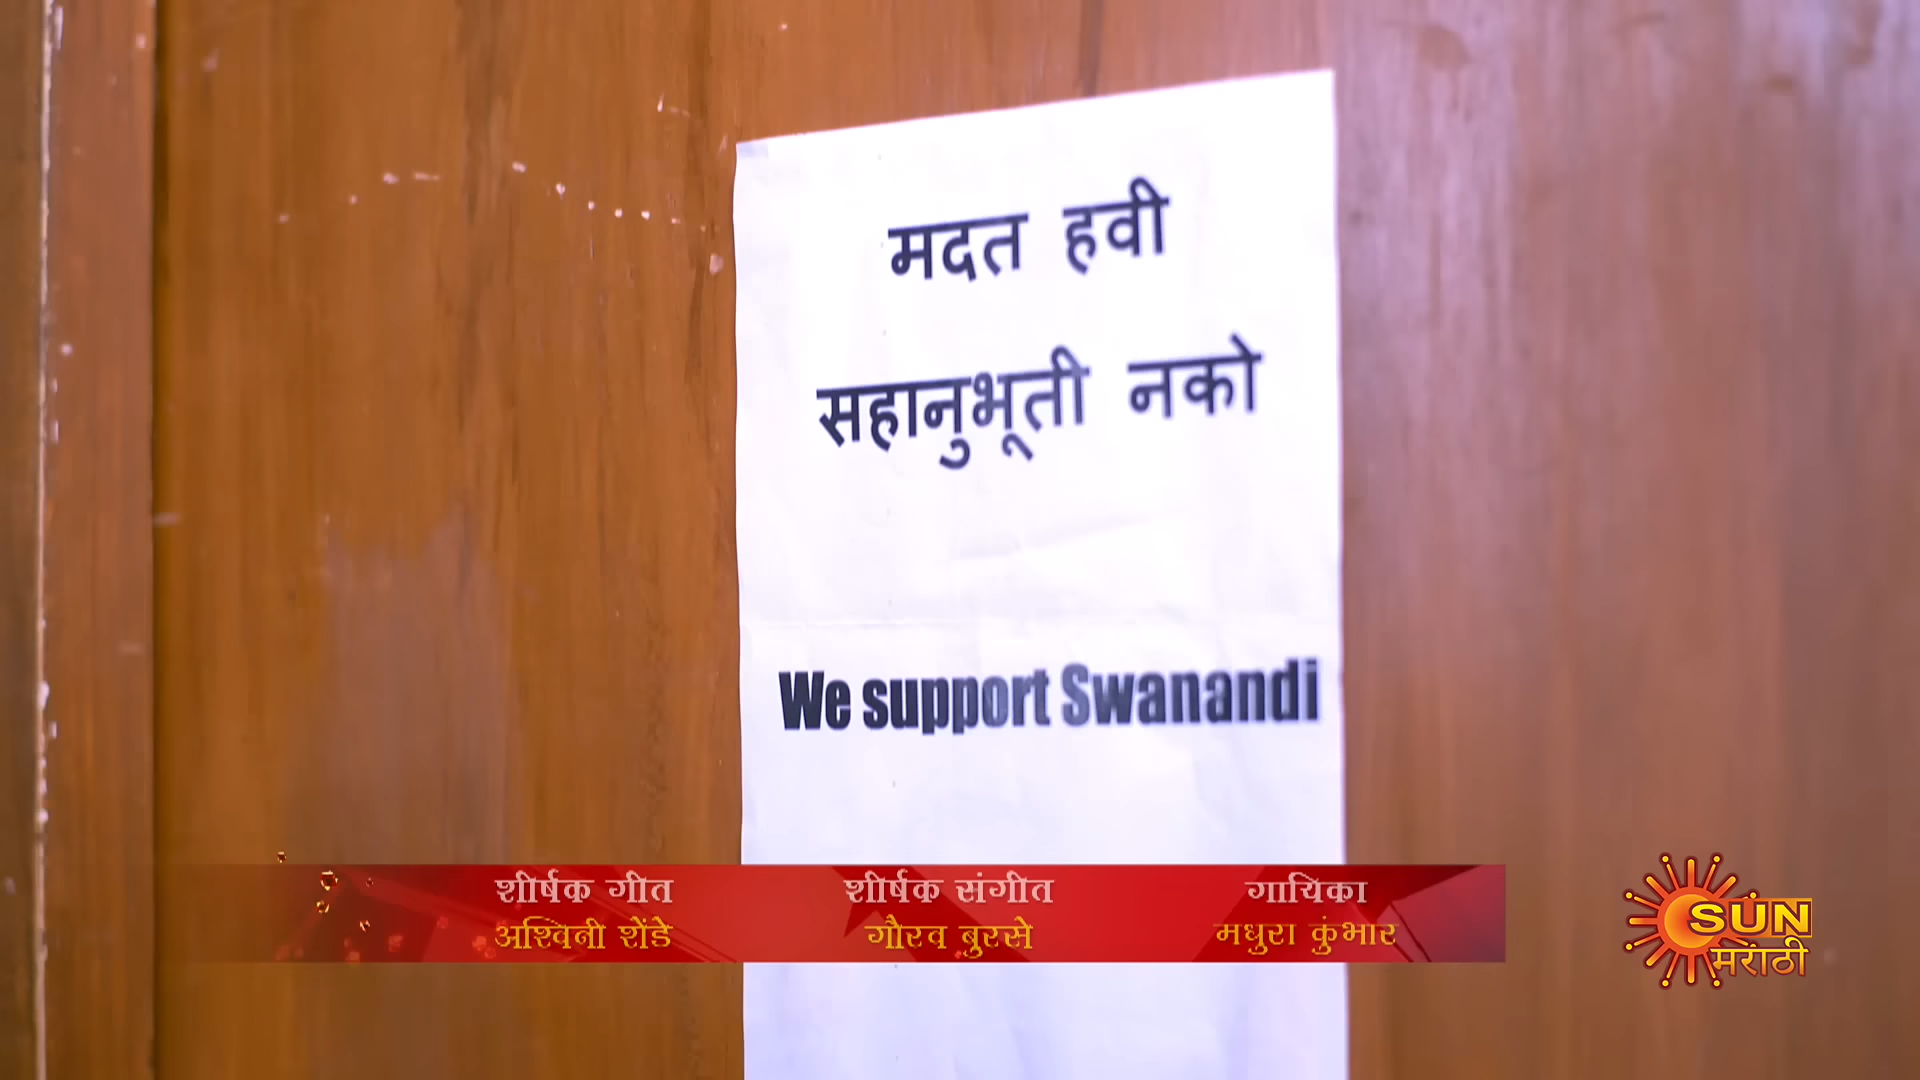 मदत हवी
सहानुभूती नको
We support Swanandi
शीर्षक गीत
अश्विनी शेंडे
शीर्षक संगीत
गौरव बुरसे
गायिका
मधुरा कुंभार
SUN
मराठी